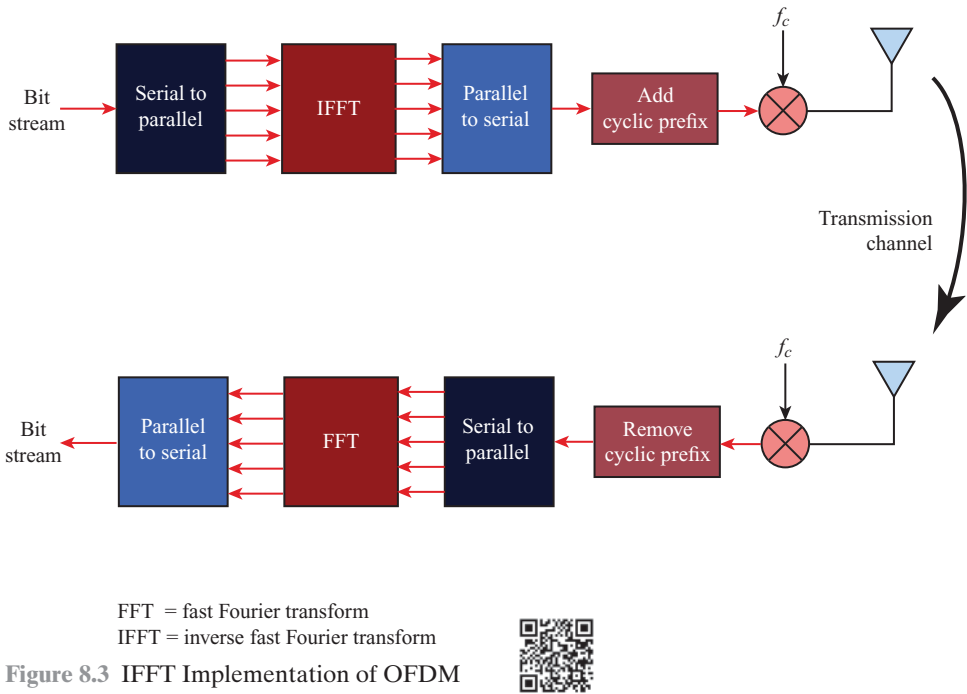 f_c
Bit
stream
Serial to
parallel
IFFT
Parallel
to serial
Add
cyclic prefix
Transmission
channel
f_c
Bit
stream
Parallel
to serial
FFT
Serial to
parallel
Remove
cyclic prefix
FFT = fast Fourier transform
IFFT = inverse fast Fourier transform
Figure 8.3 IFFT Implementation of OFDM